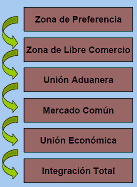 Zona de Preferencia
Zona de Libre Comercio
Unión Aduanera
Mercado Común
Unión Económica
Integración Total